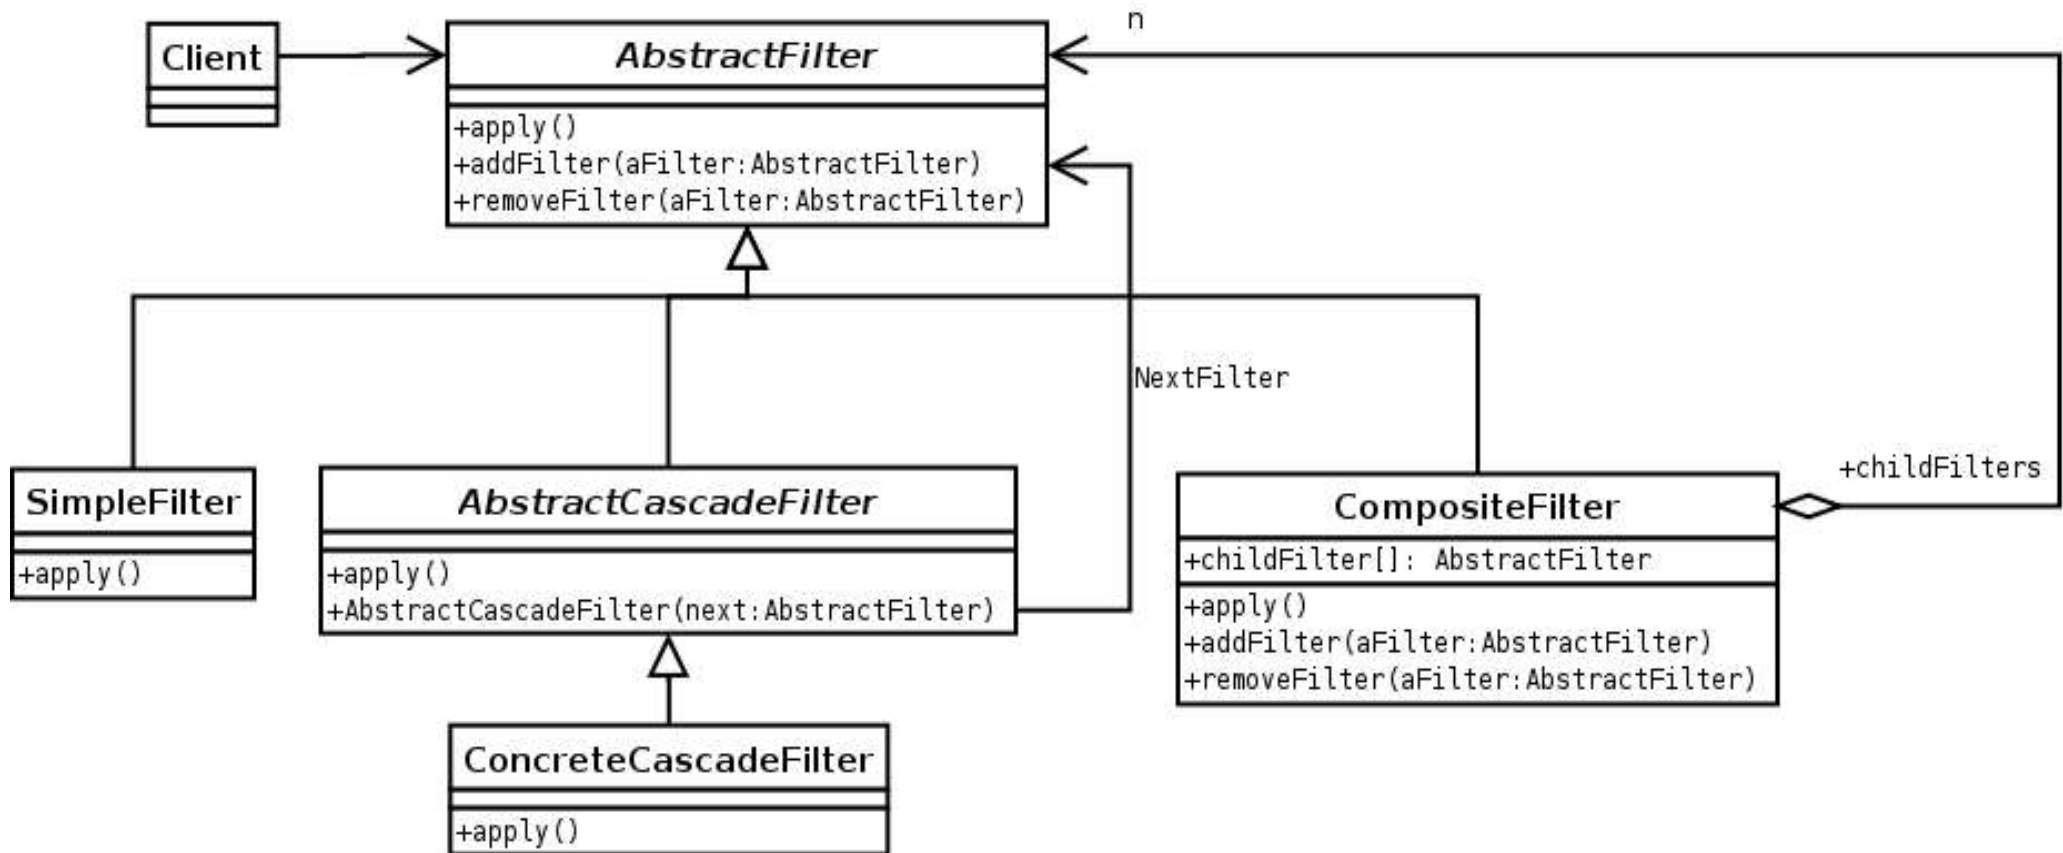 n
Client
AbstractFilter
+apply()
+addFilter(aFilter:AbstractFilter)
+removeFilter(aFilter:AbstractFilter)
NextFilter
SimpleFilter
+apply()
AbstractCascadeFilter
+apply()
+AbstractCascadeFilter(next:AbstractFilter)
+childFilters
CompositeFilter
+childFilter[]: AbstractFilter
+apply()
+addFilter(aFilter:AbstractFilter)
+removeFilter(aFilter:AbstractFilter)
ConcreteCascadeFilter
+apply()